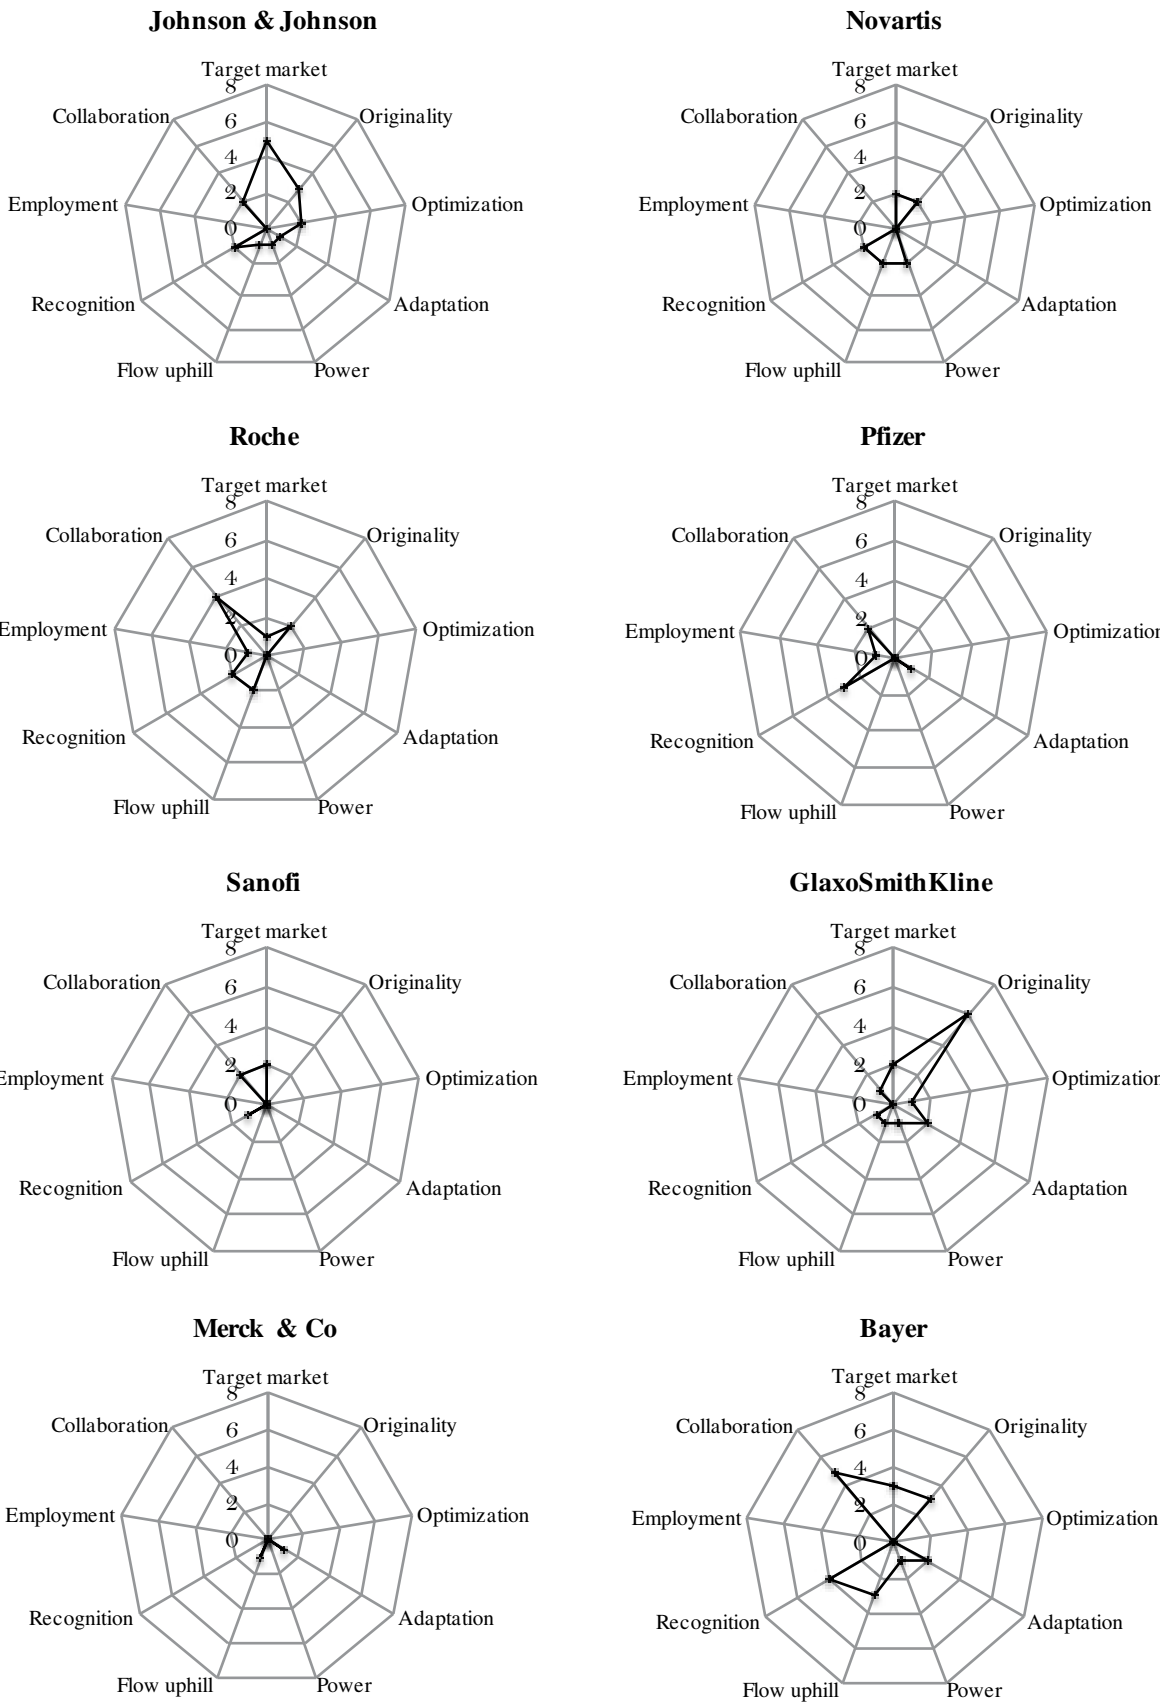 Johnson & Johnson
Target market
8
Collaboration
Originality
6
4
2
Employment
Optimization
0
Recognition
Adaptation
Flow uphill
Power
Novartis
Target market
8
Collaboration
Originality
6
4
2
Employment
Optimization
0
Recognition
Adaptation
Flow uphill
Power
Roche
Target market
8
Collaboration
Originality
6
4
2
Employment
Optimization
0
Recognition
Adaptation
Flow uphill
Power
Pfizer
Target market
8
Collaboration
Originality
6
4
2
Employment
Optimization
0
Recognition
Adaptation
Flow uphill
Power
Sanofi
Target market
8
Collaboration
Originality
6
4
2
Employment
Optimization
0
Recognition
Adaptation
Flow uphill
Power
GlaxoSmithKline
Target market
8
Collaboration
Originality
6
4
2
Employment
Optimization
0
Recognition
Adaptation
Flow uphill
Power
Merck & Co
Target market
8
Collaboration
Originality
6
4
2
Employment
Optimization
0
Recognition
Adaptation
Flow uphill
Power
Bayer
Target market
8
Collaboration
Originality
6
4
2
Employment
Optimization
0
Recognition
Adaptation
Flow uphill
Power